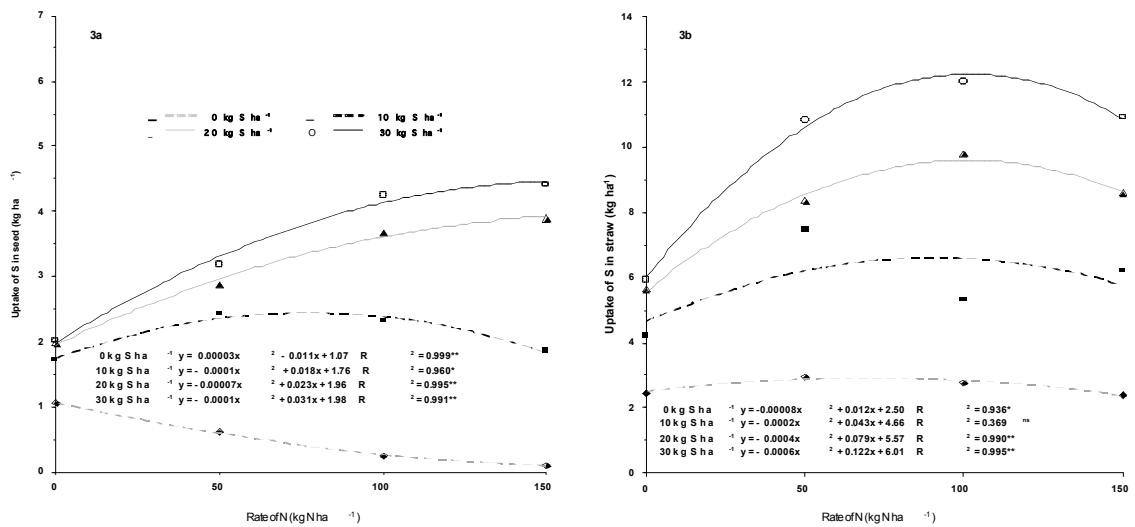 3a
Uptake of S in seed (kg ha ⁻¹)
7
6
5
4
3
2
1
0
0 kg S ha ⁻¹ 10 kg S ha ⁻¹
20 kg S ha ⁻¹ 30 kg S ha ⁻¹
0 kg S ha ⁻¹ y = 0.00003x ² - 0.011x + 1.07 R ² = 0.999**
10 kg S ha ⁻¹ y = - 0.0001x ² + 0.018x + 1.76 R ² = 0.960*
20 kg S ha ⁻¹ y = - 0.00007x ² + 0.023x + 1.96 R ² = 0.995**
30 kg S ha ⁻¹ y = - 0.0001x ² + 0.031x + 1.98 R ² = 0.991**
0 50 100 150
Rate of N (kg N ha ⁻¹)
3b
Uptake of S in straw (kg ha¹)
14
12
10
8
6
4
2
0
0 kg S ha ⁻¹ y = -0.00008x ² + 0.012x + 2.50 R ² = 0.936*
10 kg S ha ⁻¹ y = - 0.0002x ² + 0.043x + 4.66 R ² = 0.369 ns
20 kg S ha ⁻¹ y = - 0.0004x ² + 0.079x + 5.57 R ² = 0.990**
30 kg S ha ⁻¹ y = - 0.0006x ² + 0.122x + 6.01 R ² = 0.995**
0 50 100 150
Rate of N (kg N ha ⁻¹)